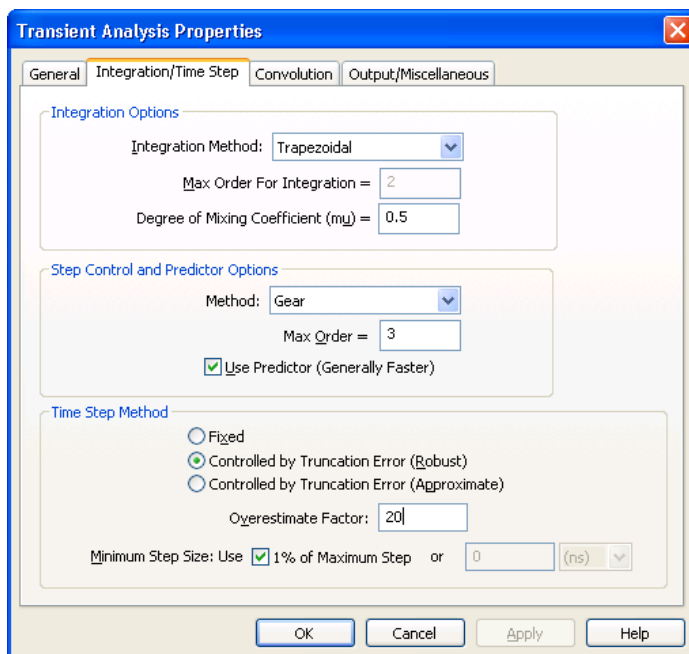 Transient Analysis Properties
General Integration/Time Step Convolution Output/Miscellaneous
Integration Options
Integration Method: Trapezoidal
Max Order For Integration = 2
Degree of Mixing Coefficient (mu) = 0.5
Step Control and Predictor Options
Method: Gear
Max Order = 3
Use Predictor (Generally Faster)
Time Step Method
Fixed
Controlled by Truncation Error (Robust)
Controlled by Truncation Error (Approximate)
Overestimate Factor: 20
Minimum Step Size: Use 1% of Maximum Step or 0 (ns)
OK Cancel Apply Help